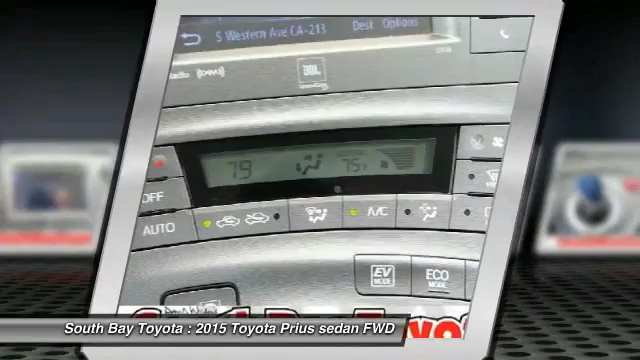 S Western Ave CA-213
Dest Options
JBL
79 75°F
OFF
AUTO
A/C
EV MODE
ECO MODE
South Bay Toyota : 2015 Toyota Prius sedan FWD